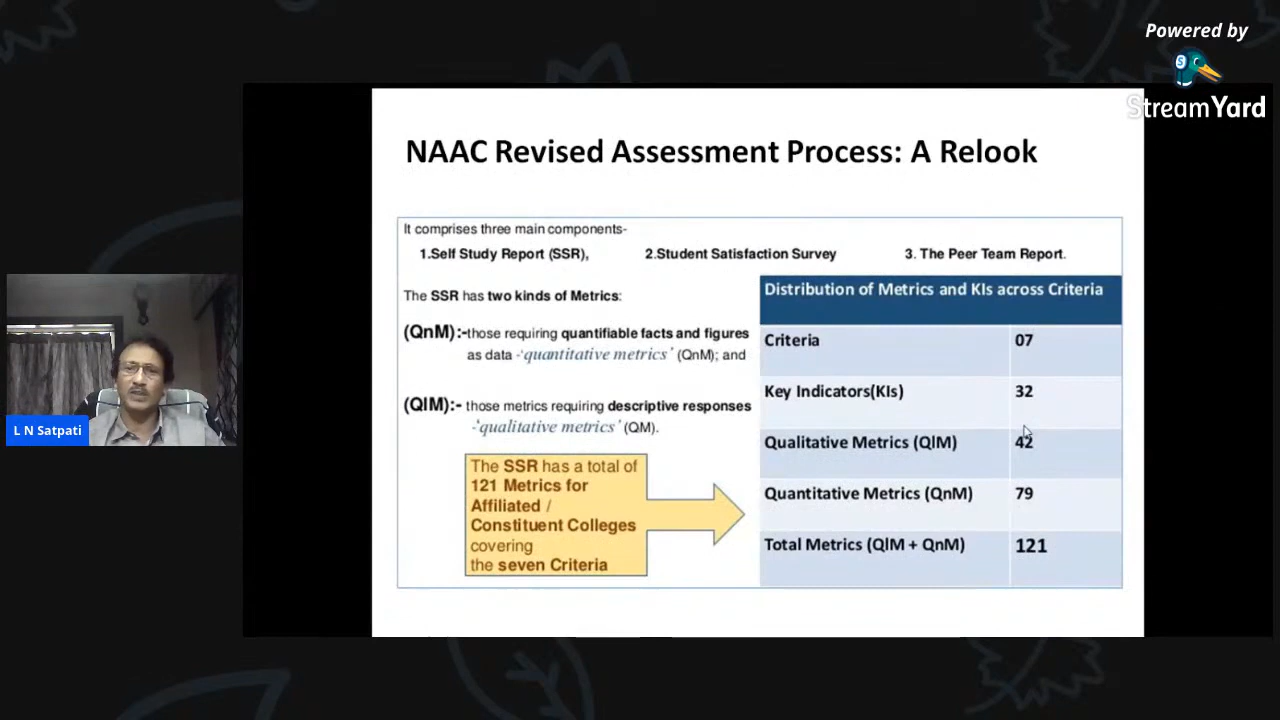 Powered by
StreamYard
NAAC Revised Assessment Process: A Relook
It comprises three main components-
1.Self Study Report (SSR), 2.Student Satisfaction Survey 3. The Peer Team Report.
The SSR has two kinds of Metrics:
(QnM):-those requiring quantifiable facts and figures
as data -‘quantitative metrics’ (QnM); and
(QlM):- those metrics requiring descriptive responses
-‘qualitative metrics’ (QM).
The SSR has a total of
121 Metrics for
Affiliated /
Constituent Colleges
covering
the seven Criteria
Distribution of Metrics and KIs across Criteria
Criteria 07
Key Indicators(KIs) 32
Qualitative Metrics (QlM) 42
Quantitative Metrics (QnM) 79
Total Metrics (QlM + QnM) 121
L N Satpati